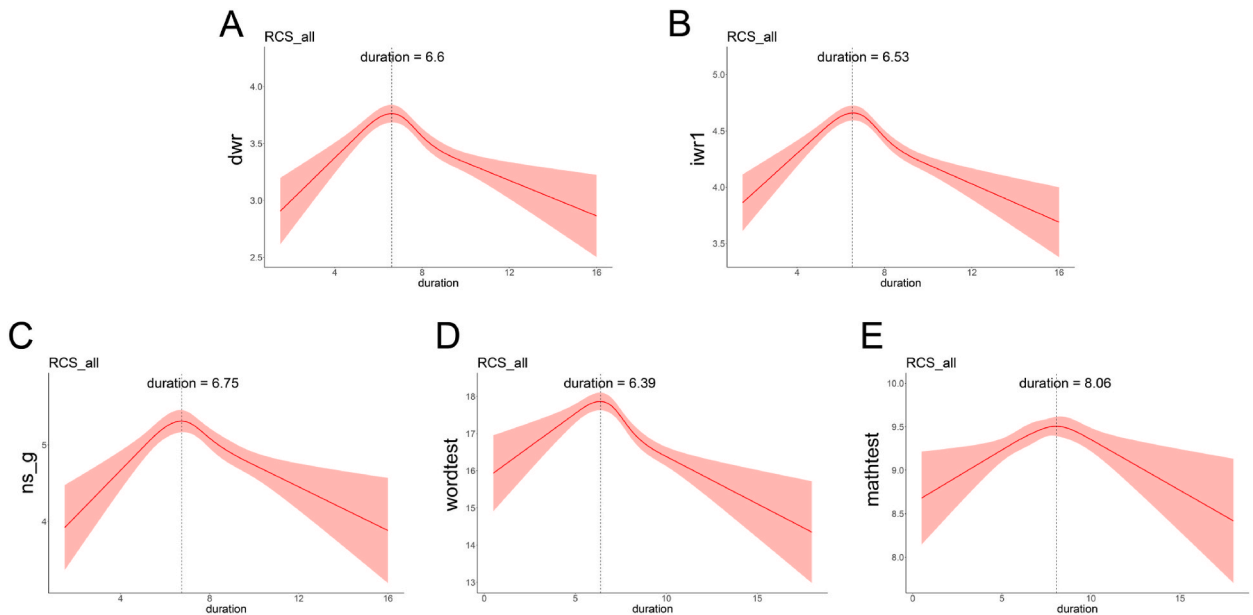 A
RCS_all
duration = 6.6
4.0
3.5
3.0
2.5
dwr
4
8
12
16
duration
B
RCS_all
duration = 6.53
5.0
4.5
4.0
3.5
iwr1
4
8
12
16
duration
C
RCS_all
duration = 6.75
5
4
ns_g
4
8
12
16
duration
D
RCS_all
duration = 6.39
18
17
16
15
14
13
wordtest
0
5
10
15
duration
E
RCS_all
duration = 8.06
10.0
9.5
9.0
8.5
8.0
mathtest
0
5
10
15
duration